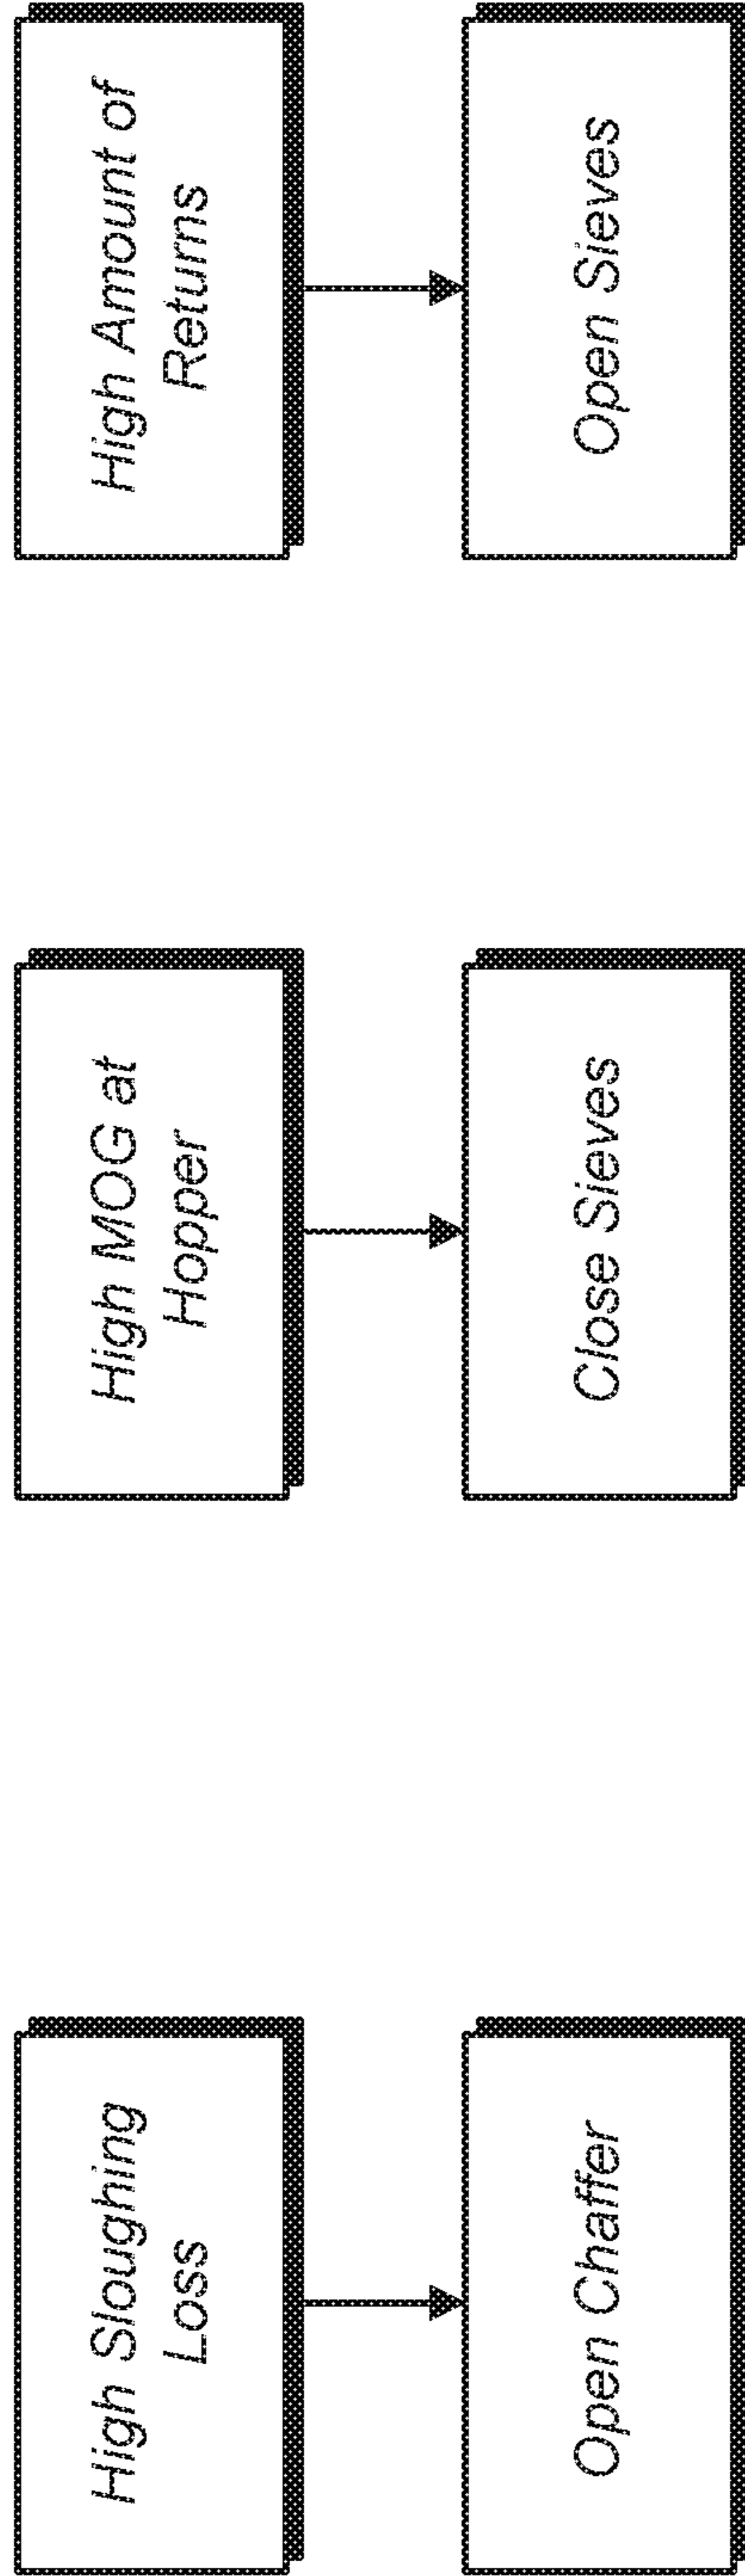 High Sloughing
Loss
Open Chaffer
High MOG at
Hopper
Close Sieves
High Amount of
Returns
Open Sieves